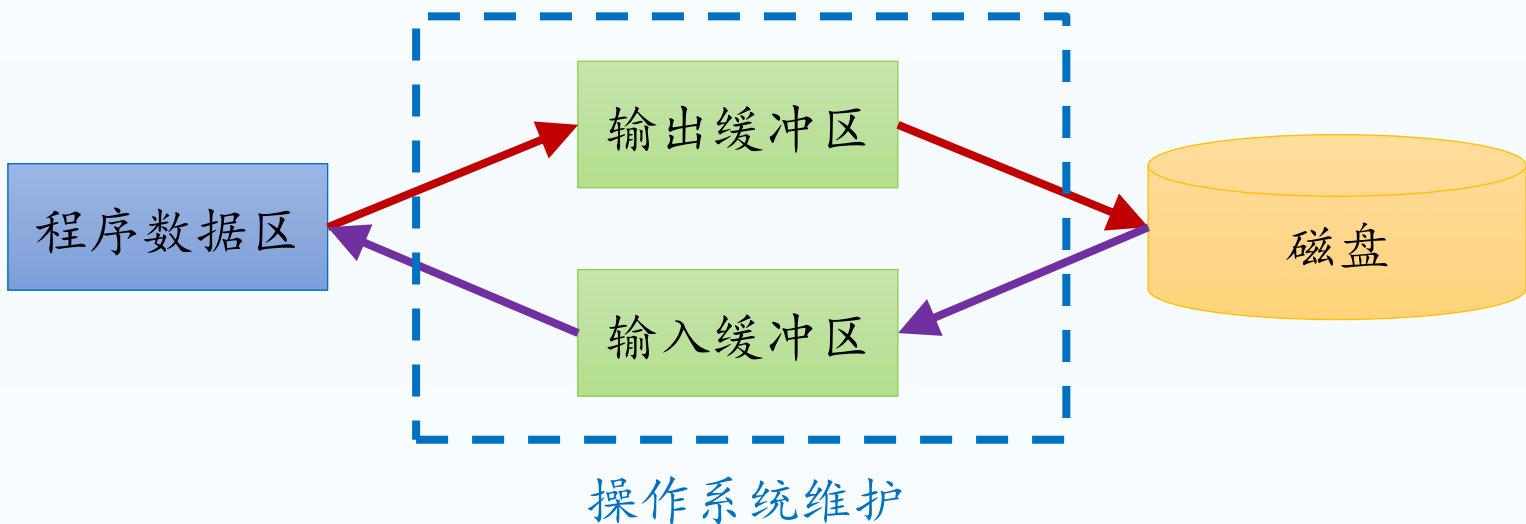 输出缓冲区
程序数据区
磁盘
输入缓冲区
操作系统维护